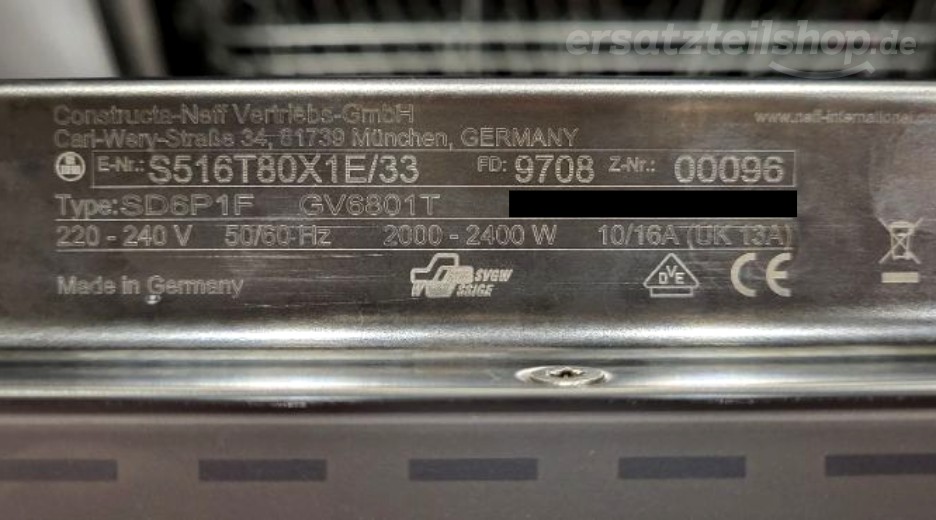 ersatzteilshop.de
Constructa-Neff Vertriebs-GmbH
www.neff-international.co
Carl-Wery-Straße 34, 81739 München, GERMANY
E-Nr.: S516T80X1E/33 FD: 9708 Z-Nr.: 00096
Type: SD6P1F GV6801T
220 - 240 V 50/60 Hz 2000 - 2400 W 10/16A (UK 13A)
Made in Germany
SVGW
SSIGE
VDE
CE